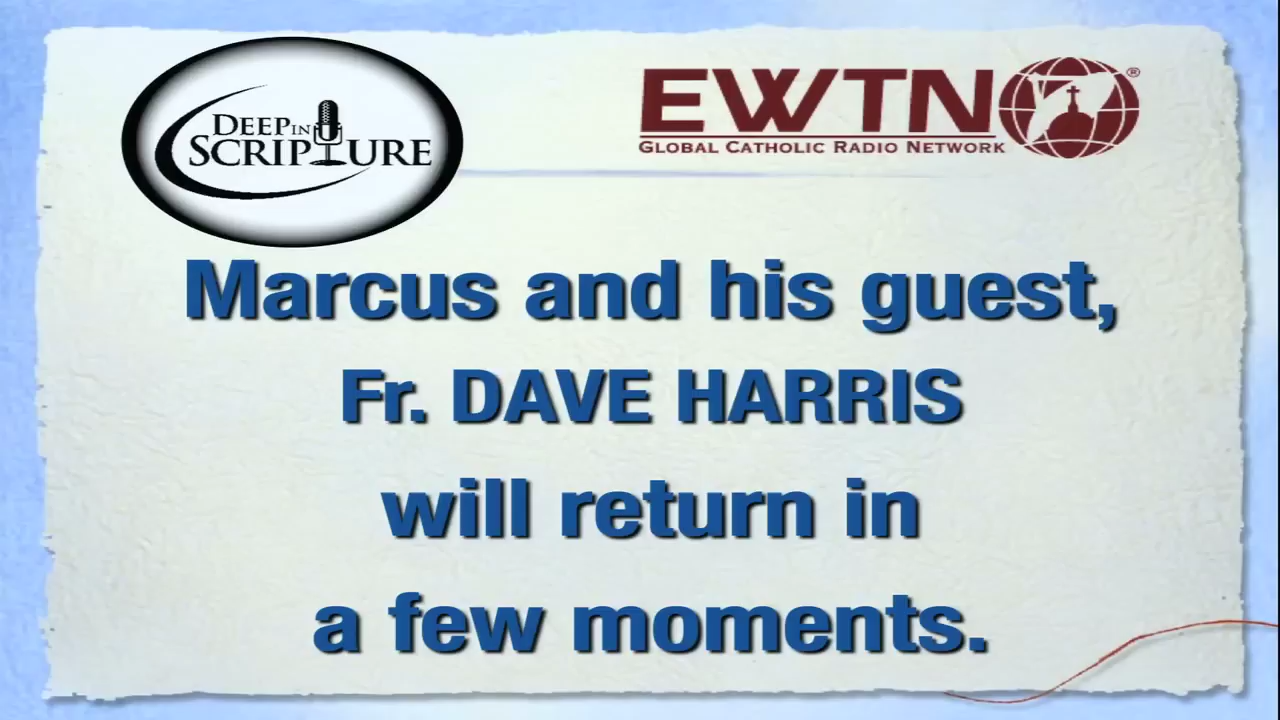 DEEP IN
SCRIPTURE
EWTN®
GLOBAL CATHOLIC RADIO NETWORK
Marcus and his guest,
Fr. DAVE HARRIS
will return in
a few moments.